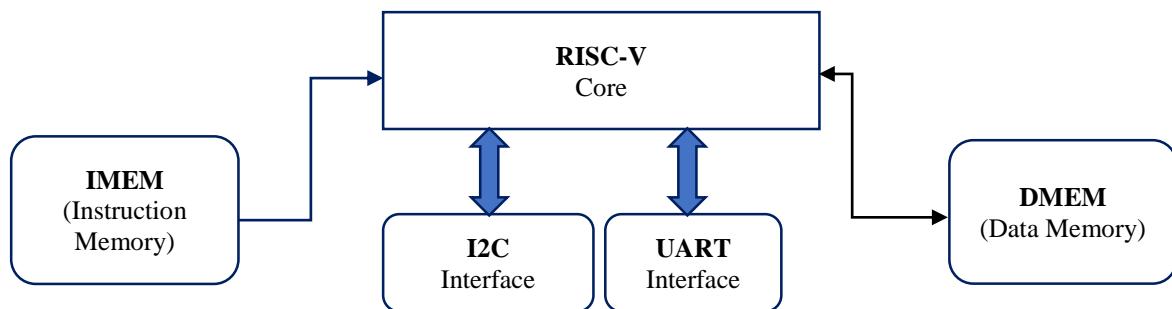 RISC-V
Core
IMEM
(Instruction
Memory)
I2C
Interface
UART
Interface
DMEM
(Data Memory)